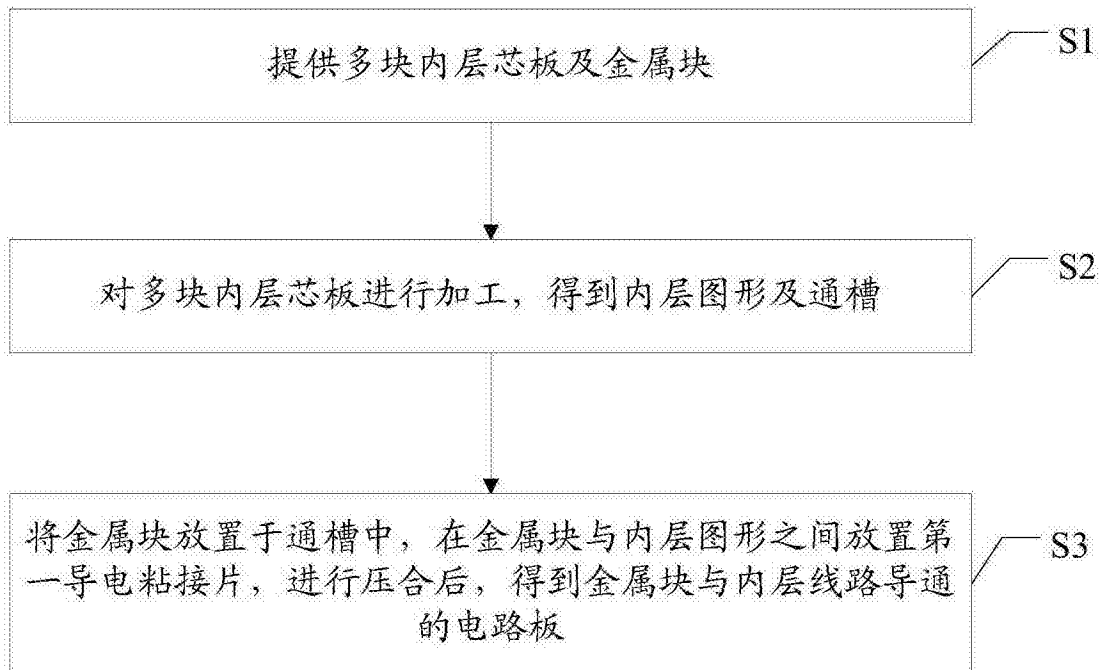 提供多块内层芯板及金属块
S1
对多块内层芯板进行加工，得到内层图形及通槽
S2
将金属块放置于通槽中，在金属块与内层图形之间放置第
一导电粘接片，进行压合后，得到金属块与内层线路导通
的电路板
S3